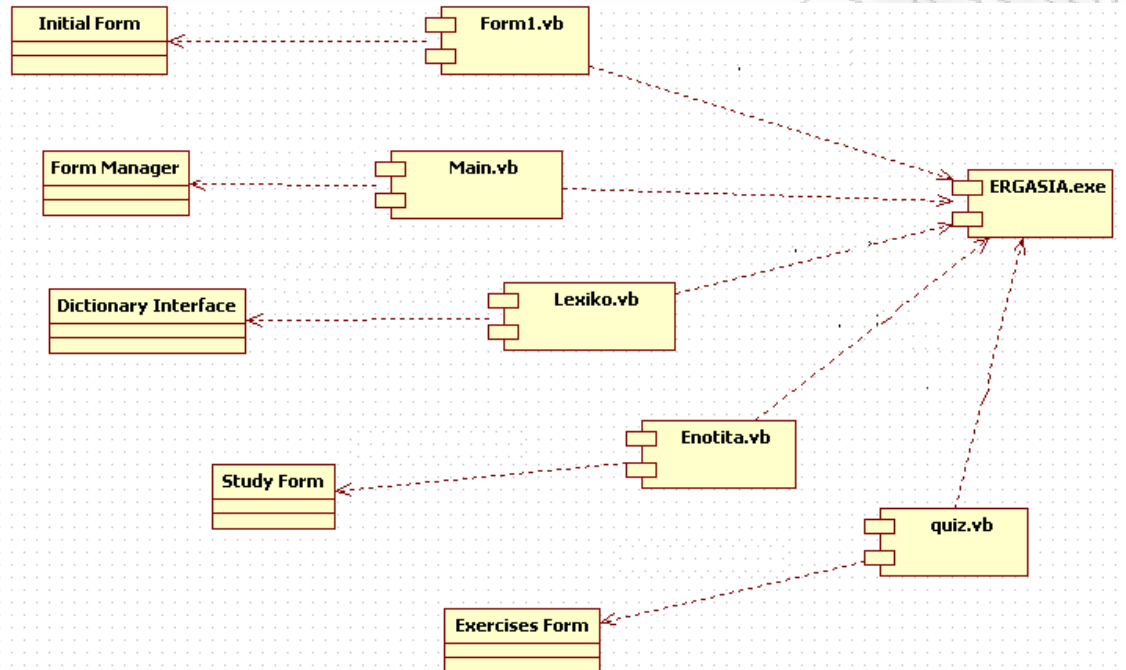 Initial Form
Form1.vb
Form Manager
Main.vb
ERGASIA.exe
Dictionary Interface
Lexiko.vb
Enotita.vb
Study Form
quiz.vb
Exercises Form